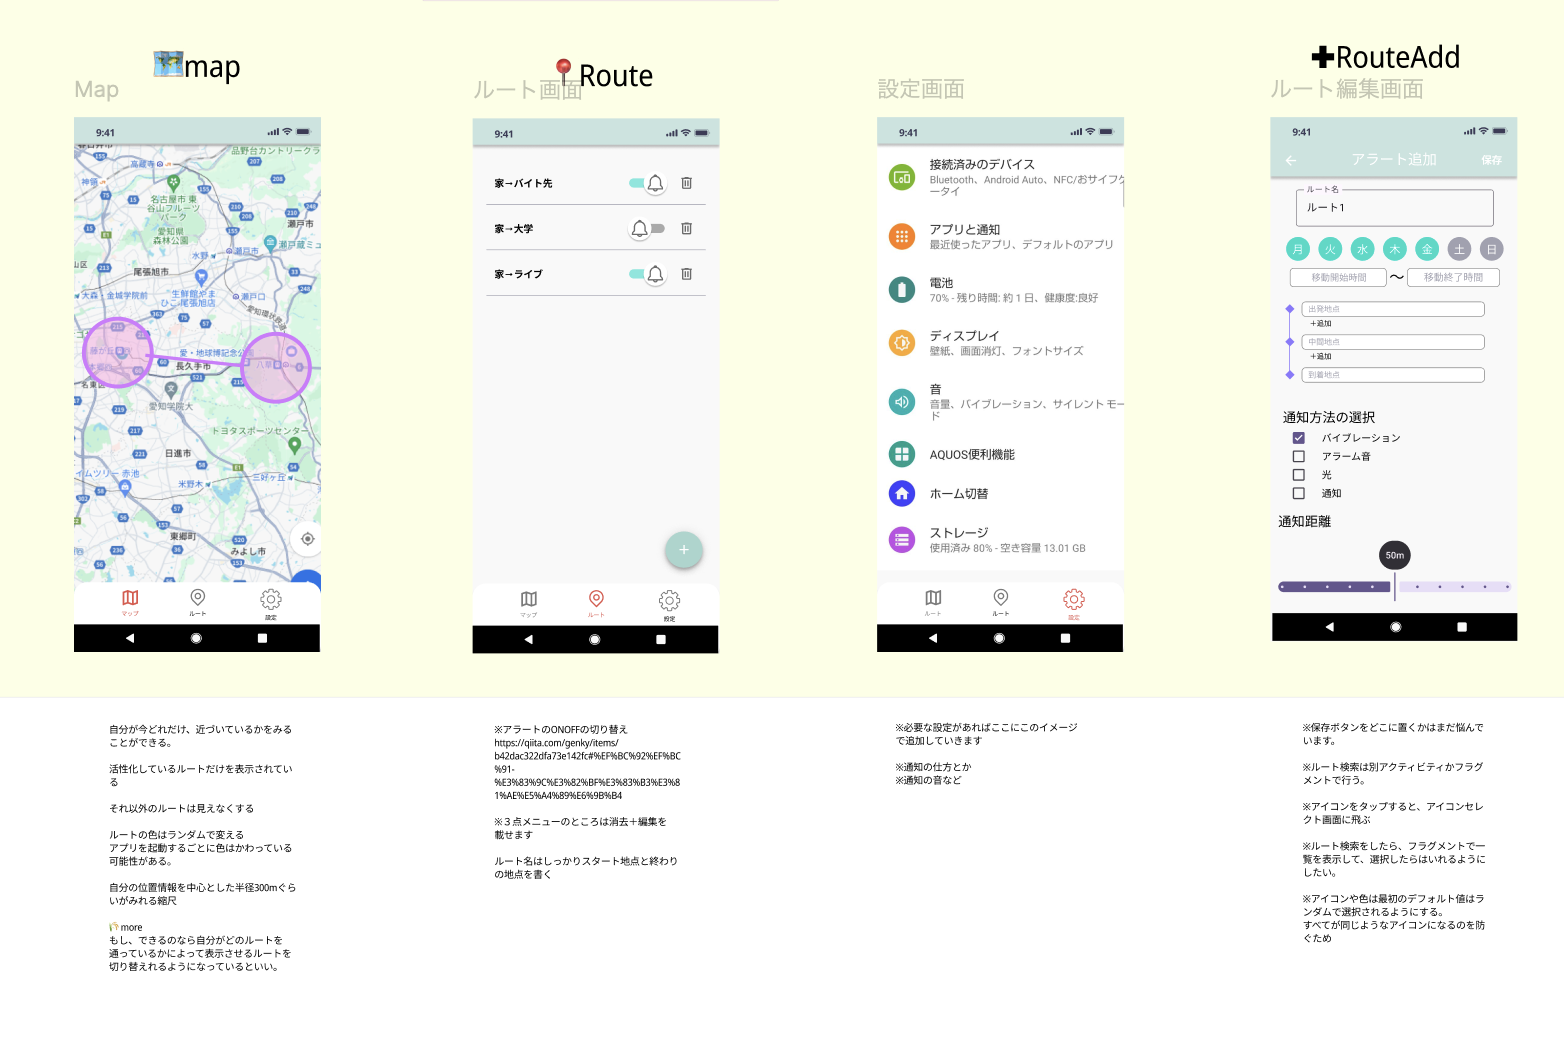 🗺map
Map
9:41
春日井市
品野台カントリークラ
高蔵寺
神領
名古屋市 東
谷山フルーツ
パーク
愛知県
森林公園
瀬戸市
瀬戸蔵ミュ
水野
瀬戸市
尾張旭市
大森・金城学院前
生鮮館やま
ひこ 尾張旭店
瀬戸口
愛知環状鉄道
藤が丘
愛・地球博記念公
八草
長久手市
名東区
愛知学院大
トヨタスポーツセンター
日進市
イムツリー 赤池
米野木
三好ヶ丘
東郷町
みよし市
マップ
ルート
設定
📍Route
ルート画面
9:41
家→バイト先
家→大学
家→ライブ
+
マップ
ルート
設定
設定画面
9:41
接続済みのデバイス
Bluetooth、Android Auto、NFC/おサイフケ
ータイ
アプリと通知
最近使ったアプリ、デフォルトのアプリ
電池
70% - 残り時間: 約 1 日、健康度:良好
ディスプレイ
壁紙、画面消灯、フォントサイズ
音
音量、バイブレーション、サイレント モー
ド
AQUOS便利機能
ホーム切替
ストレージ
使用済み 80% - 空き容量 13.01 GB
ルート
ルート
設定
✚RouteAdd
ルート編集画面
9:41
アラート追加
保存
ルート名
ルート1
月 火 水 木 金 土 日
移動開始時間 〜 移動終了時間
出発地点
+追加
中間地点
+追加
到着地点
通知方法の選択
バイブレーション
アラーム音
光
通知
通知距離
50m
自分が今どれだけ、近づいているかをみる
ことができる。
活性化しているルートだけを表示されてい
る
それ以外のルートは見えなくする
ルートの色はランダムで変える
アプリを起動するごとに色はかわっている
可能性がある。
自分の位置情報を中心とした半径300mぐら
いがみれる縮尺
more
もし、できるのなら自分がどのルートを
通っているかによって表示させるルートを
切り替えれるようになっているといい。
※アラートのONOFFの切り替え
https://qiita.com/genky/items/
b42dac322dfa73e142fc#%EF%BC%92%EF%BC
%91-
%E3%83%9C%E3%82%BF%E3%83%B3%E3%8
1%AE%E5%A4%89%E6%9B%B4
※３点メニューのところは消去＋編集を
載せます
ルート名はしっかりスタート地点と終わり
の地点を書く
※必要な設定があればここにこのイメージ
で追加していきます
※通知の仕方とか
※通知の音など
※保存ボタンをどこに置くかはまだ悩んで
います。
※ルート検索は別アクティビティかフラグ
メントで行う。
※アイコンをタップすると、アイコンセレ
クト画面に飛ぶ
※ルート検索をしたら、フラグメントで一
覧を表示して、選択したらはいれるように
したい。
※アイコンや色は最初のデフォルト値はラ
ンダムで選択されるようにする。
すべてが同じようなアイコンになるのを防
ぐため